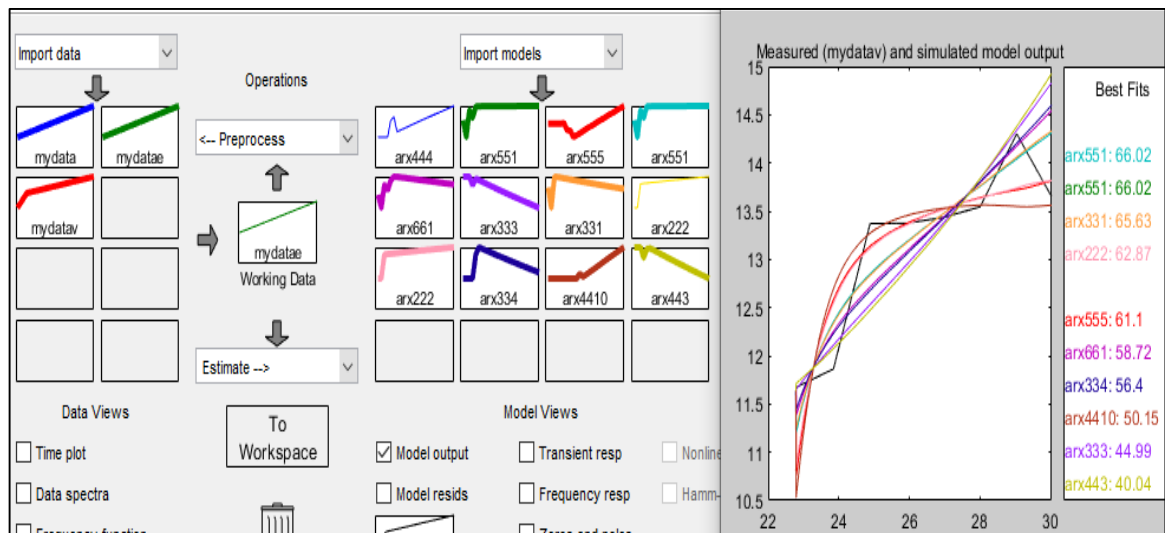 Import data
Import models
Operations
mydata
mydatae
<-- Preprocess
arx444
arx551
arx555
arx551
mydatav
mydatae
Working Data
arx661
arx333
arx331
arx222
arx222
arx334
arx4410
arx443
Estimate -->
Data Views
To
Workspace
Model Views
Time plot
Model output
Transient resp
Nonline
Data spectra
Model resids
Frequency resp
Hamm-
Measured (mydatav) and simulated model output
15
14.5
14
13.5
13
12.5
12
11.5
11
10.5
22
24
26
28
30
Best Fits
arx551: 66.02
arx551: 66.02
arx331: 65.63
arx222: 62.87
arx555: 61.1
arx661: 58.72
arx334: 56.4
arx4410: 50.15
arx333: 44.99
arx443: 40.04